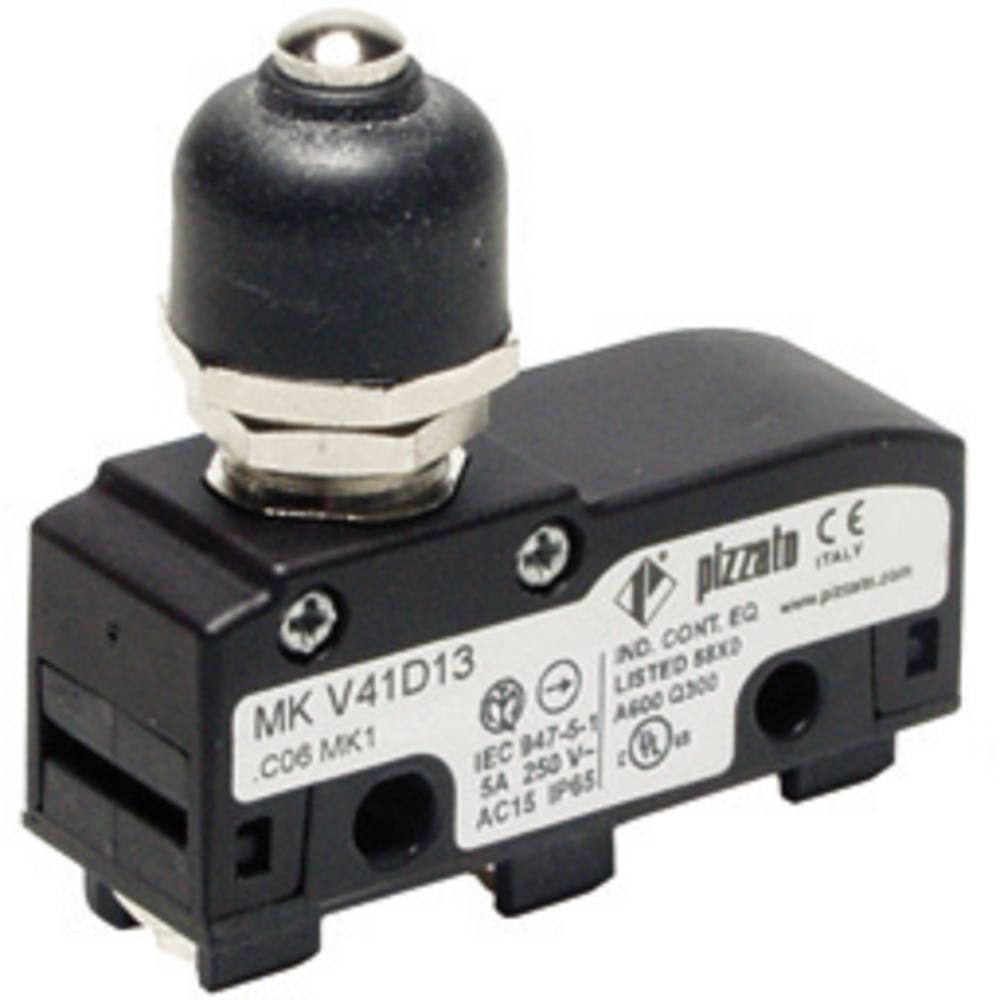 MK V41D13
.C06 MK1
IEC 947-5-1
5A 250 V~
AC15 IP65
IND. CONT. EQ
LISTED 68X0
A600 Q300
C UL US
pizzato
CE
ITALY
www.pizzato.com